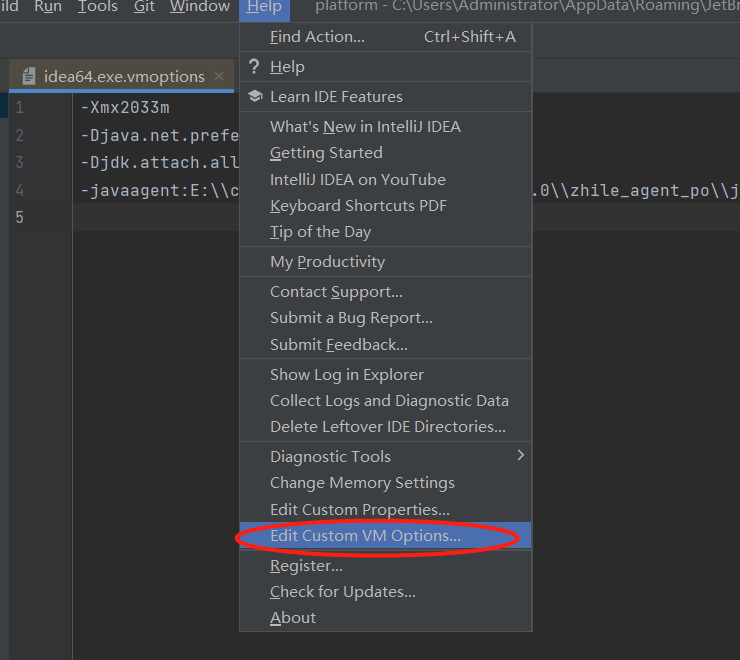 Run Tools Git Window Help platform - C:\Users\Administrator\AppData\Roaming\JetBr
idea64.exe.vmoptions
1 -Xmx2033m
2 -Djava.net.prefe
3 -Djdk.attach.all
4 -javaagent:E:\\c .0\\zhile_agent_po\\j
5
Find Action... Ctrl+Shift+A
? Help
Learn IDE Features
What's New in IntelliJ IDEA
Getting Started
IntelliJ IDEA on YouTube
Keyboard Shortcuts PDF
Tip of the Day
My Productivity
Contact Support...
Submit a Bug Report...
Submit Feedback...
Show Log in Explorer
Collect Logs and Diagnostic Data
Delete Leftover IDE Directories...
Diagnostic Tools
Change Memory Settings
Edit Custom Properties...
Edit Custom VM Options...
Register...
Check for Updates...
About